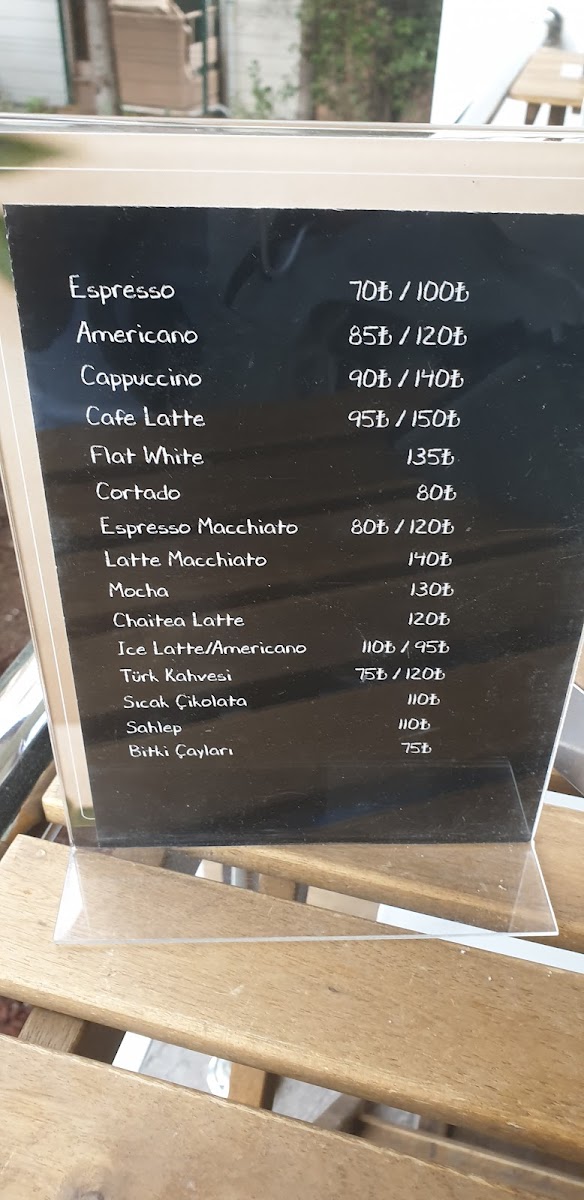 Espresso 70₺ / 100₺
Americano 85₺ / 120₺
Cappuccino 90₺ / 140₺
Cafe Latte 95₺ / 150₺
Flat White 135₺
Cortado 80₺
Espresso Macchiato 80₺ / 120₺
Latte Macchiato 140₺
Mocha 130₺
Chaitea Latte 120₺
Ice Latte/Americano 110₺ / 95₺
Türk Kahvesi 75₺ / 120₺
Sıcak Çikolata 110₺
Sahlep 110₺
Bitki Çayları 75₺